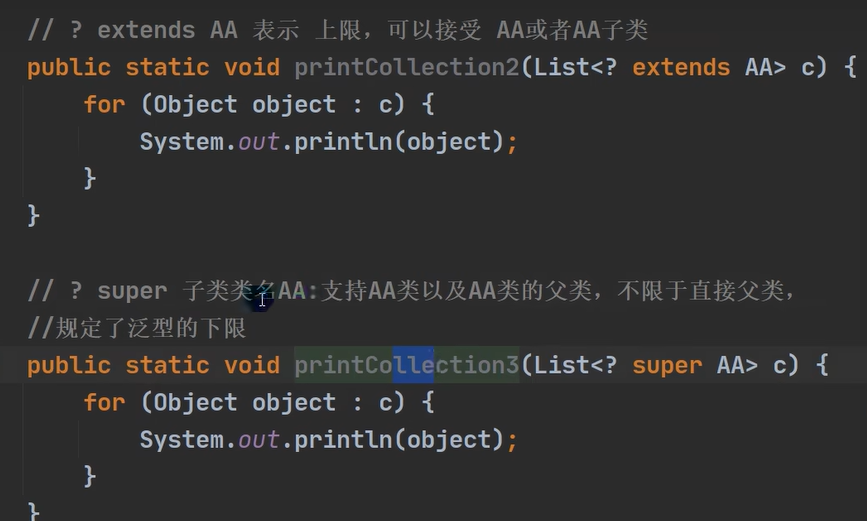 // ? extends AA 表示 上限，可以接受 AA或者AA子类
public static void printCollection2(List<? extends AA> c) {
for (Object object : c) {
System.out.println(object);
}
}
// ? super 子类类名AA:支持AA类以及AA类的父类，不限于直接父类，
//规定了泛型的下限
public static void printCollection3(List<? super AA> c) {
for (Object object : c) {
System.out.println(object);
}
}